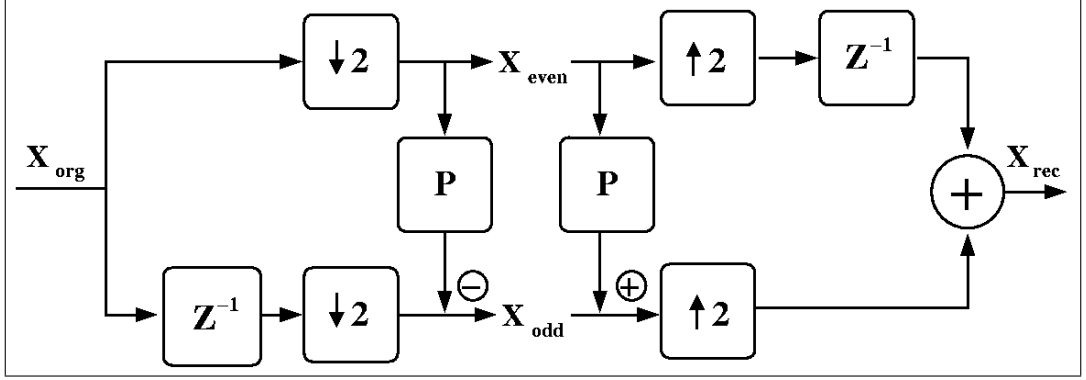 ↓2
X even
↑2
Z⁻¹
X org
P
P
+
X rec
Z⁻¹
↓2
−
X odd
+
↑2